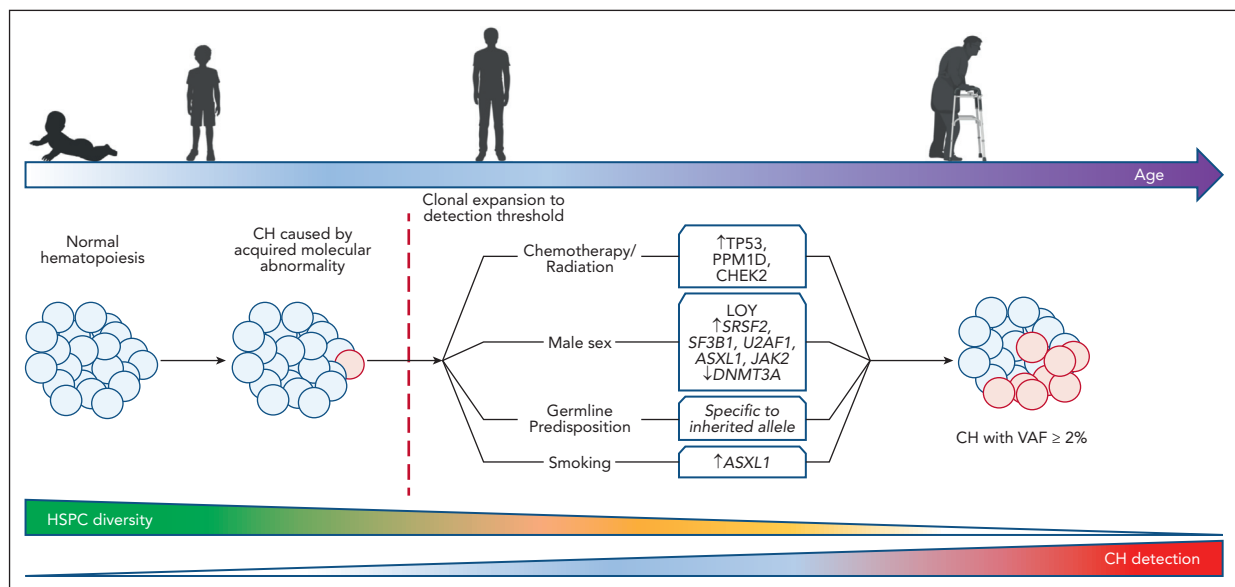 Age
Clonal expansion to
detection threshold
Normal
hematopoiesis
CH caused by
acquired molecular
abnormality
Chemotherapy/
Radiation
↑TP53,
PPM1D,
CHEK2
Male sex
LOY
↑SRSF2,
SF3B1, U2AF1,
ASXL1, JAK2
↓DNMT3A
Germline
Predisposition
Specific to
inherited allele
Smoking
↑ASXL1
CH with VAF ≥ 2%
HSPC diversity
CH detection